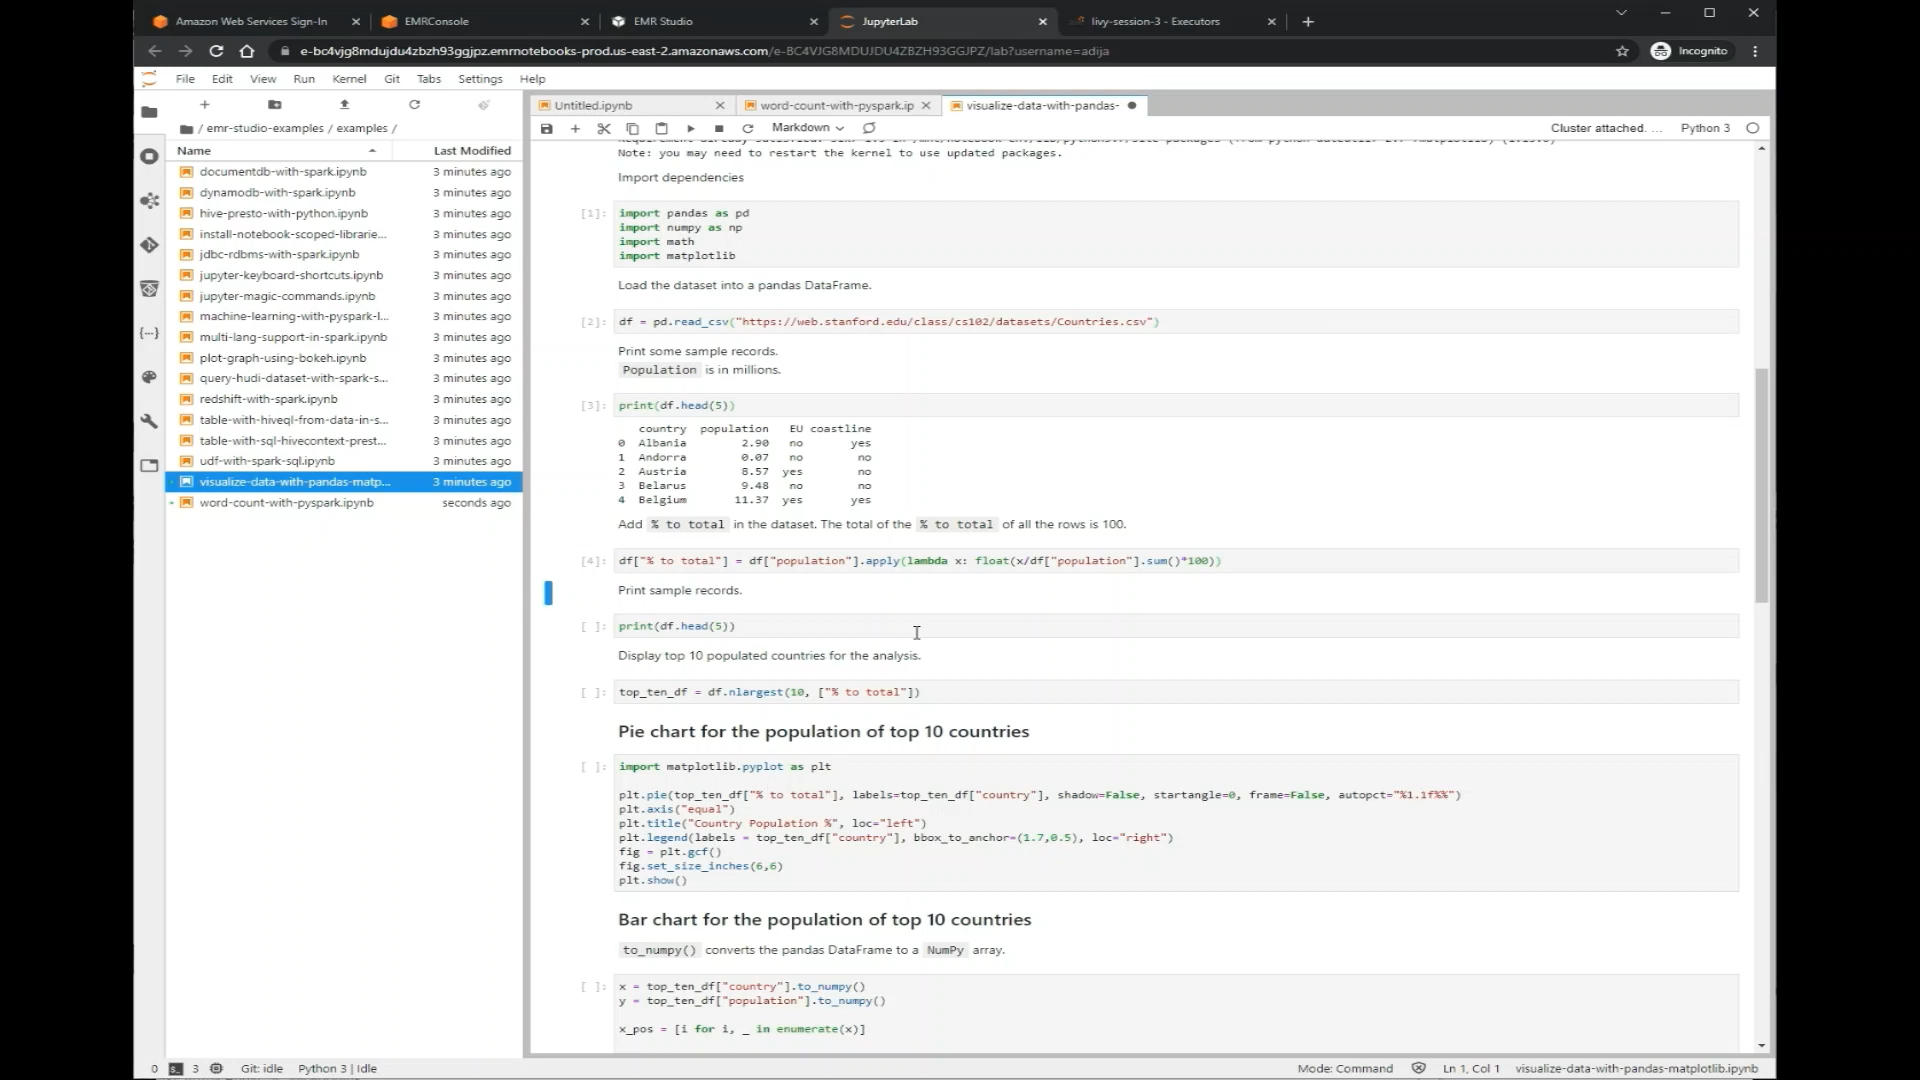 Amazon Web Services Sign-In
EMRConsole
EMR Studio
JupyterLab
livy-session-3 - Executors
e-bc4vjg8mdujdu4zbzh93ggjpz.emrnotebooks-prod.us-east-2.amazonaws.com/e-BC4VJG8MDUJDU4ZBZH93GGJPZ/lab?username=adija
Incognito
File Edit View Run Kernel Git Tabs Settings Help
/ emr-studio-examples / examples /
Name Last Modified
documentdb-with-spark.ipynb 3 minutes ago
dynamodb-with-spark.ipynb 3 minutes ago
hive-presto-with-python.ipynb 3 minutes ago
install-notebook-scoped-librarie... 3 minutes ago
jdbc-rdbms-with-spark.ipynb 3 minutes ago
jupyter-keyboard-shortcuts.ipynb 3 minutes ago
jupyter-magic-commands.ipynb 3 minutes ago
machine-learning-with-pyspark-l... 3 minutes ago
multi-lang-support-in-spark.ipynb 3 minutes ago
plot-graph-using-bokeh.ipynb 3 minutes ago
query-hudi-dataset-with-spark-s... 3 minutes ago
redshift-with-spark.ipynb 3 minutes ago
table-with-hiveql-from-data-in-s... 3 minutes ago
table-with-sql-hivecontext-prest... 3 minutes ago
udf-with-spark-sql.ipynb 3 minutes ago
visualize-data-with-pandas-matp... 3 minutes ago
word-count-with-pyspark.ipynb seconds ago
Untitled.ipynb
word-count-with-pyspark.ip
visualize-data-with-pandas-
Markdown
Cluster attached. ... Python 3
Note: you may need to restart the kernel to use updated packages.
Import dependencies
[1]: import pandas as pd
import numpy as np
import math
import matplotlib
Load the dataset into a pandas DataFrame.
[2]: df = pd.read_csv("https://web.stanford.edu/class/cs102/datasets/Countries.csv")
Print some sample records.
Population is in millions.
[3]: print(df.head(5))
country population EU coastline
0 Albania 2.90 no yes
1 Andorra 0.07 no no
2 Austria 8.57 yes no
3 Belarus 9.48 no no
4 Belgium 11.37 yes yes
Add % to total in the dataset. The total of the % to total of all the rows is 100.
[4]: df["% to total"] = df["population"].apply(lambda x: float(x/df["population"].sum()*100))
Print sample records.
[ ]: print(df.head(5))
Display top 10 populated countries for the analysis.
[ ]: top_ten_df = df.nlargest(10, ["% to total"])
Pie chart for the population of top 10 countries
[ ]: import matplotlib.pyplot as plt
plt.pie(top_ten_df["% to total"], labels=top_ten_df["country"], shadow=False, startangle=0, frame=False, autopct="%1.1f%%")
plt.axis("equal")
plt.title("Country Population %", loc="left")
plt.legend(labels = top_ten_df["country"], bbox_to_anchor=(1.7,0.5), loc="right")
fig = plt.gcf()
fig.set_size_inches(6,6)
plt.show()
Bar chart for the population of top 10 countries
to_numpy() converts the pandas DataFrame to a NumPy array.
[ ]: x = top_ten_df["country"].to_numpy()
y = top_ten_df["population"].to_numpy()
x_pos = [i for i, _ in enumerate(x)]
0 3 Git: idle Python 3 | Idle
Mode: Command Ln 1, Col 1 visualize-data-with-pandas-matplotlib.ipynb